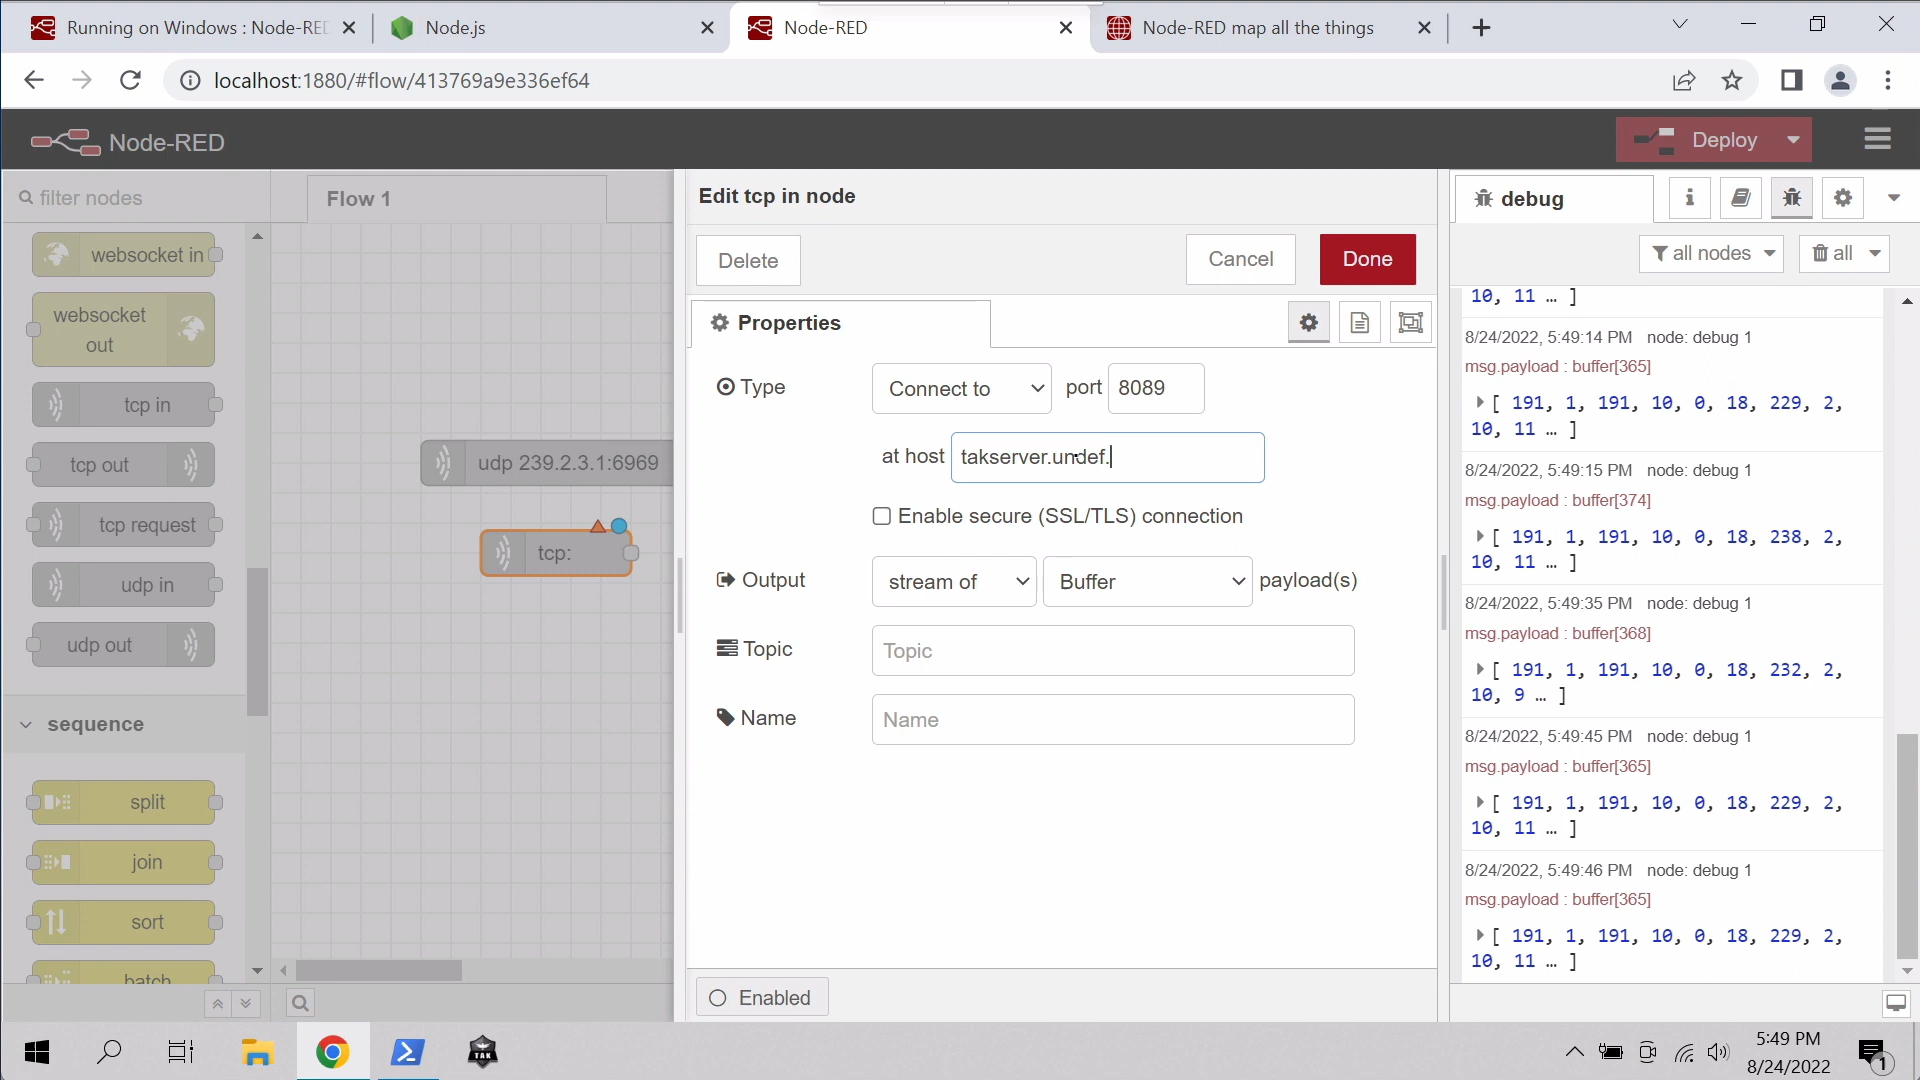 Running on Windows : Node-RED
Node.js
Node-RED
Node-RED map all the things
localhost:1880/#flow/413769a9e336ef64
Node-RED
Deploy
filter nodes
websocket in
websocket
out
tcp in
tcp out
tcp request
udp in
udp out
sequence
split
join
sort
batch
Flow 1
udp 239.2.3.1:6969
tcp:
Edit tcp in node
Delete
Cancel
Done
Properties
Type
Connect to
port
8089
at host
takserver.undef.
Enable secure (SSL/TLS) connection
Output
stream of
Buffer
payload(s)
Topic
Topic
Name
Name
Enabled
debug
all nodes
all
10, 11 … ]
8/24/2022, 5:49:14 PM node: debug 1
msg.payload : buffer[365]
[ 191, 1, 191, 10, 0, 18, 229, 2,
10, 11 … ]
8/24/2022, 5:49:15 PM node: debug 1
msg.payload : buffer[374]
[ 191, 1, 191, 10, 0, 18, 238, 2,
10, 11 … ]
8/24/2022, 5:49:35 PM node: debug 1
msg.payload : buffer[368]
[ 191, 1, 191, 10, 0, 18, 232, 2,
10, 9 … ]
8/24/2022, 5:49:45 PM node: debug 1
msg.payload : buffer[365]
[ 191, 1, 191, 10, 0, 18, 229, 2,
10, 11 … ]
8/24/2022, 5:49:46 PM node: debug 1
msg.payload : buffer[365]
[ 191, 1, 191, 10, 0, 18, 229, 2,
10, 11 … ]
TAK
5:49 PM
8/24/2022
1